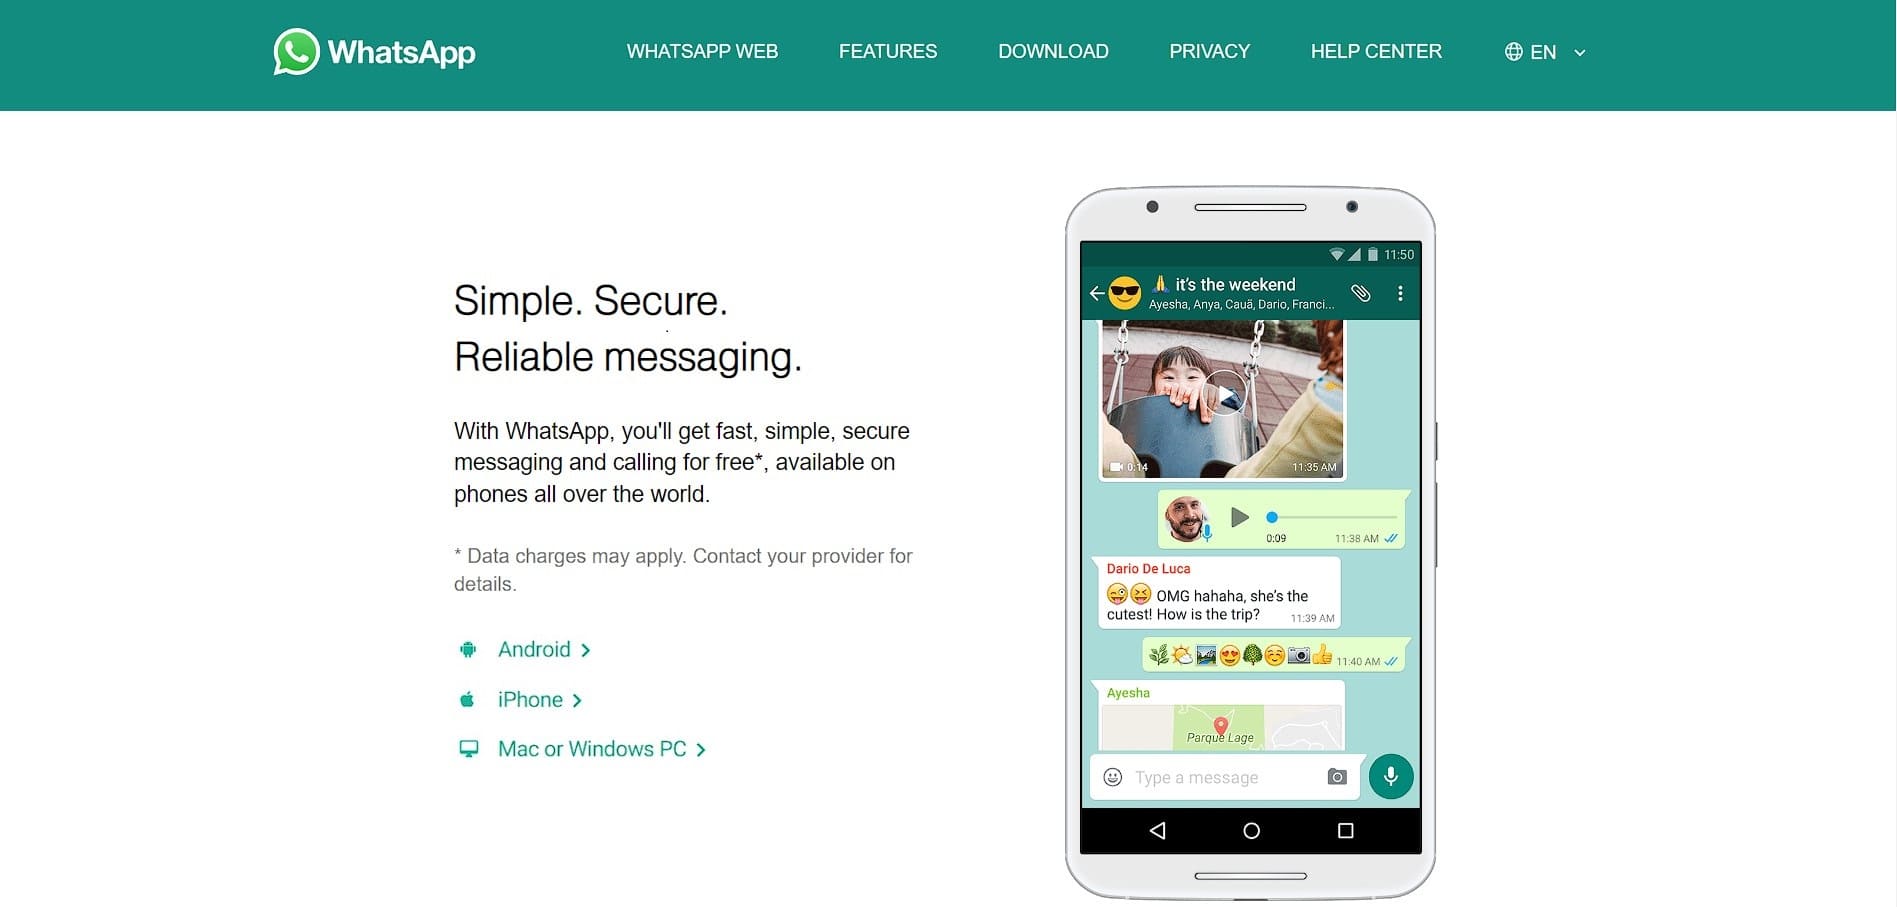 WhatsApp
WHATSAPP WEB
FEATURES
DOWNLOAD
PRIVACY
HELP CENTER
EN
Simple. Secure.
Reliable messaging.
With WhatsApp, you'll get fast, simple, secure
messaging and calling for free*, available on
phones all over the world.
* Data charges may apply. Contact your provider for
details.
Android
iPhone
Mac or Windows PC
11:50
it's the weekend
Ayesha, Anya, Cauã, Dario, Franci...
0:14
11:35 AM
0:09
11:38 AM
Dario De Luca
OMG hahaha, she's the
cutest! How is the trip?
11:39 AM
11:40 AM
Ayesha
Parque Lage
Type a message